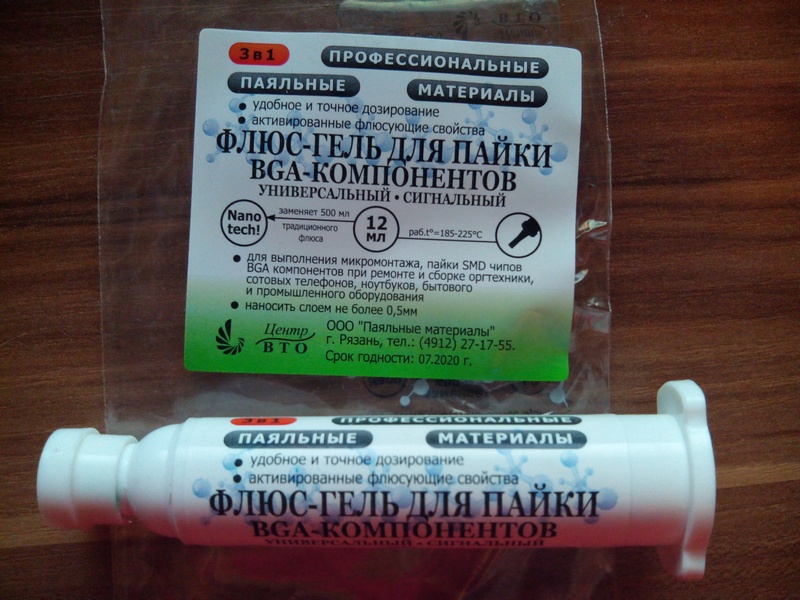 ВТО
3 в 1 ПРОФЕССИОНАЛЬНЫЕ
ПАЯЛЬНЫЕ МАТЕРИАЛЫ
● удобное и точное дозирование
● активированные флюсующие свойства
ФЛЮС-ГЕЛЬ ДЛЯ ПАЙКИ
BGA-КОМПОНЕНТОВ
УНИВЕРСАЛЬНЫЙ • СИГНАЛЬНЫЙ
Nano tech!
заменяет 500 мл
традиционного
флюса
12 МЛ
раб.t°=185-225°C
● для выполнения микромонтажа, пайки SMD чипов
BGA компонентов при ремонте и сборке оргтехники,
сотовых телефонов, ноутбуков, бытового
и промышленного оборудования
● наносить слоем не более 0,5мм
Центр
ВТО
ООО "Паяльные материалы"
г. Рязань, тел.: (4912) 27-17-55.
Срок годности: 07.2020 г.
3 в 1 ПРОФЕССИОНАЛЬНЫЕ
ПАЯЛЬНЫЕ МАТЕРИАЛЫ
● удобное и точное дозирование
● активированные флюсующие свойства
ФЛЮС-ГЕЛЬ ДЛЯ ПАЙКИ
BGA-КОМПОНЕНТОВ
УНИВЕРСАЛЬНЫЙ • СИГНАЛЬНЫЙ